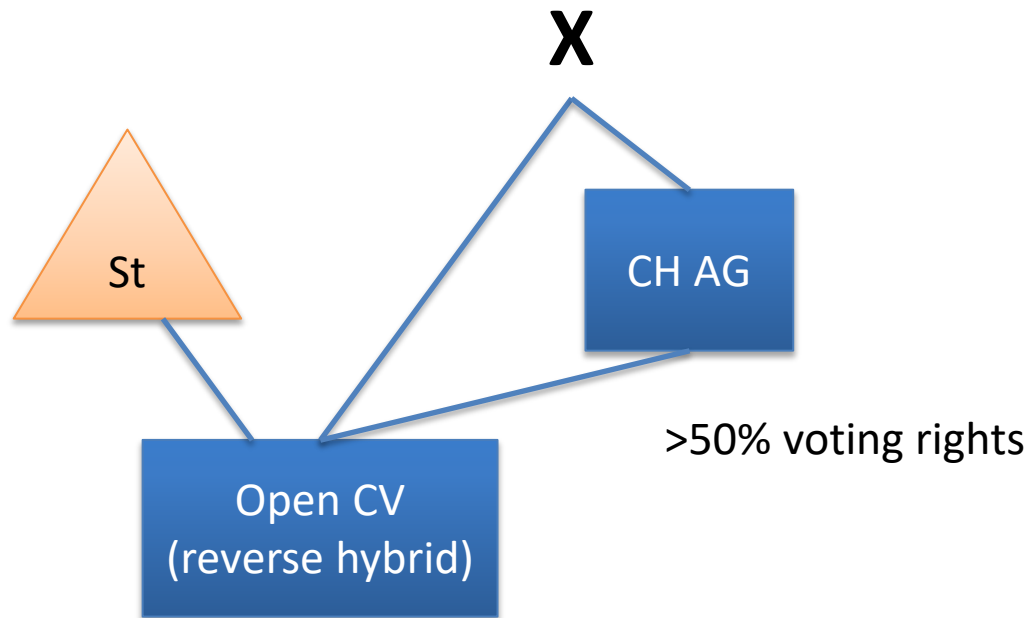 X
St
CH AG
>50% voting rights
Open CV
(reverse hybrid)